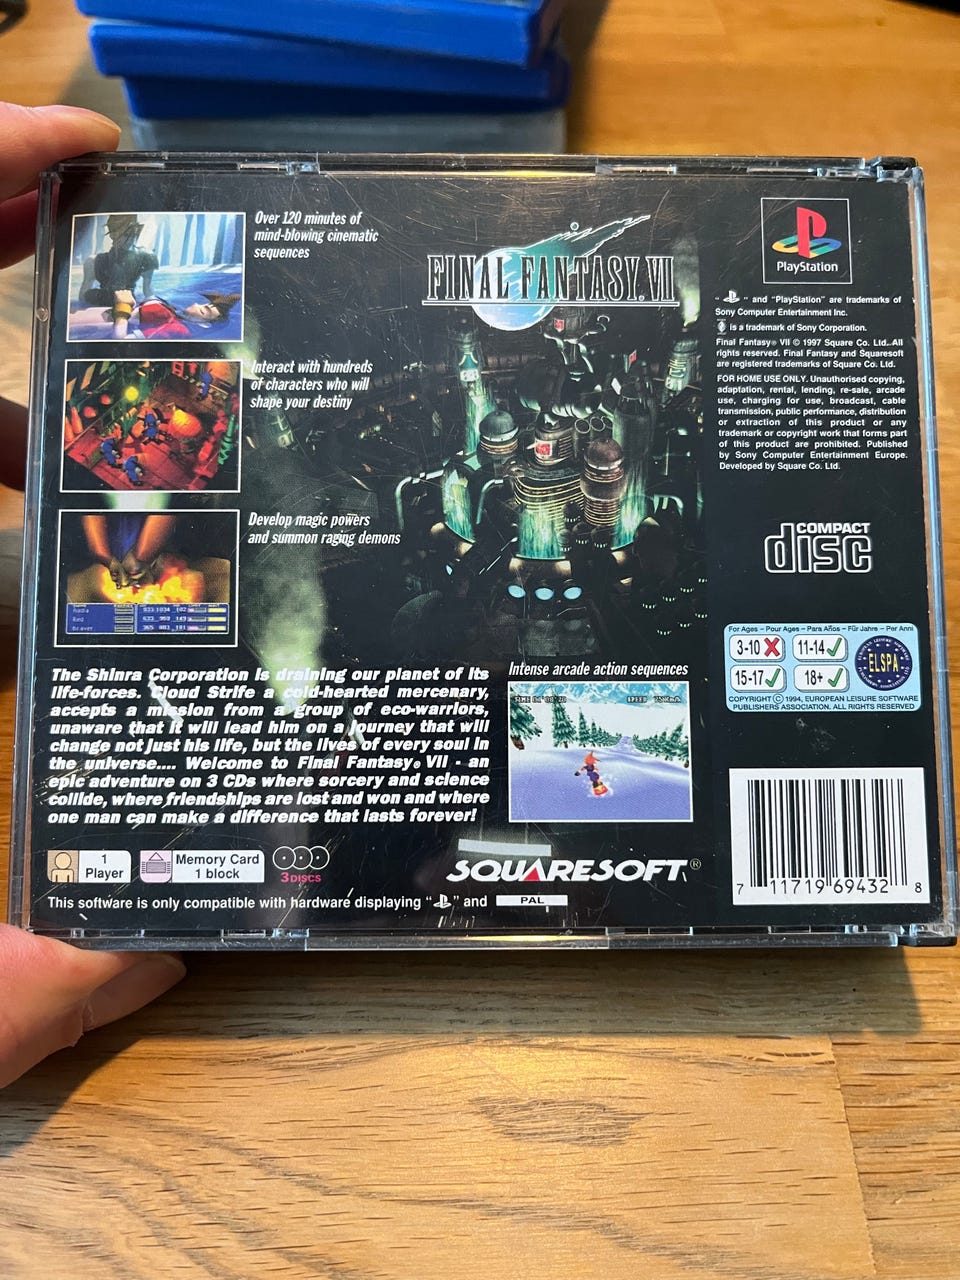 Over 120 minutes of
mind-blowing cinematic
sequences
Interact with hundreds
of characters who will
shape your destiny
Develop magic powers
and summon raging demons
FINAL FANTASY. VII
PlayStation
" " and "PlayStation" are trademarks of
Sony Computer Entertainment Inc.
is a trademark of Sony Corporation.
Final Fantasy® VII © 1997 Square Co. Ltd. All
rights reserved. Final Fantasy and Squaresoft
are registered trademarks of Square Co. Ltd.
FOR HOME USE ONLY. Unauthorised copying,
adaptation, rental, lending, re-sale, arcade
use, charging for use, broadcast, cable
transmission, public performance, distribution
or extraction of this product or any
trademark or copyright work that forms part
of this product are prohibited. Published
by Sony Computer Entertainment Europe.
Developed by Square Co. Ltd.
COMPACT
disc
For Ages – Pour Ages – Para Años – Für Jahre – Per Anni
3-10 11-14
15-17 18+
ELSPA
COPYRIGHT © 1994, EUROPEAN LEISURE SOFTWARE
PUBLISHERS ASSOCIATION. ALL RIGHTS RESERVED
The Shinra Corporation is draining our planet of its
life-forces. Cloud Strife a cold-hearted mercenary,
accepts a mission from a group of eco-warriors,
unaware that it will lead him on a journey that will
change not just his life, but the lives of every soul in
the universe.... Welcome to Final Fantasy® VII - an
epic adventure on 3 CDs where sorcery and science
collide, where friendships are lost and won and where
one man can make a difference that lasts forever!
Intense arcade action sequences
1
Player
Memory Card
1 block
3 DISCS
SQUARESOFT®
This software is only compatible with hardware displaying " " and PAL
7 11719 69432 8